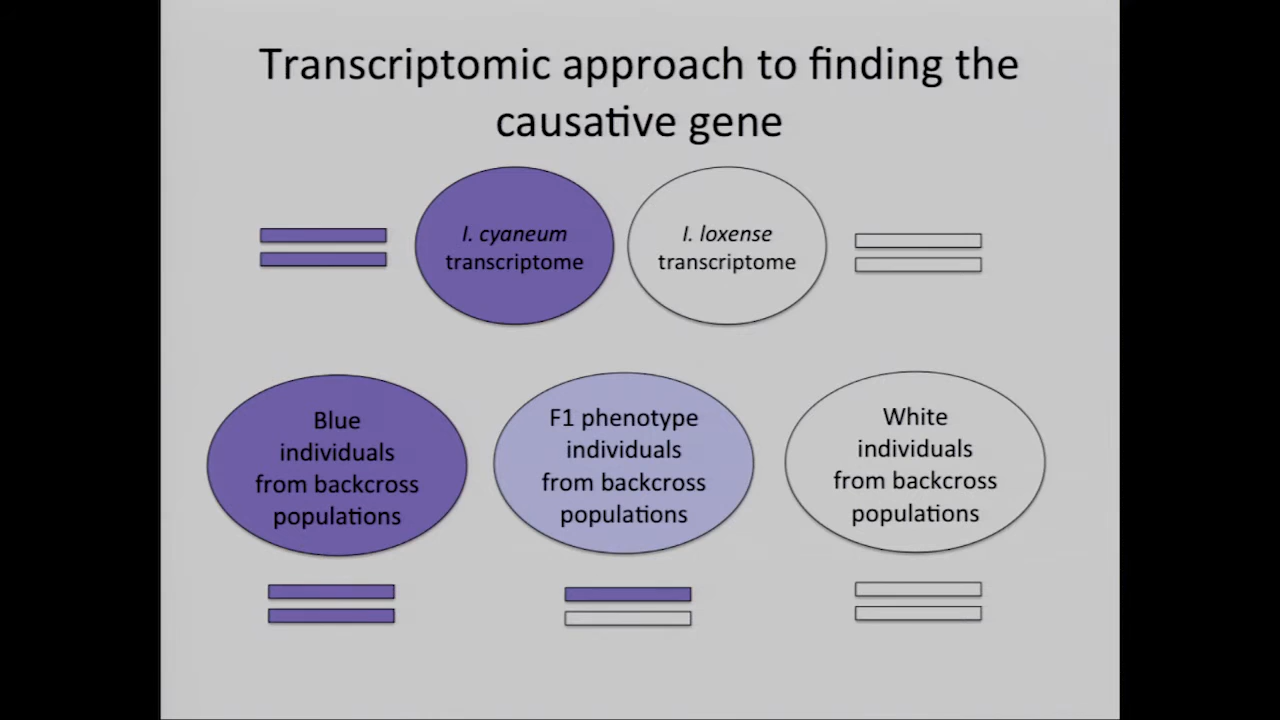 Transcriptomic approach to finding the
causative gene
I. cyaneum
transcriptome
I. loxense
transcriptome
Blue
individuals
from backcross
populations
F1 phenotype
individuals
from backcross
populations
White
individuals
from backcross
populations